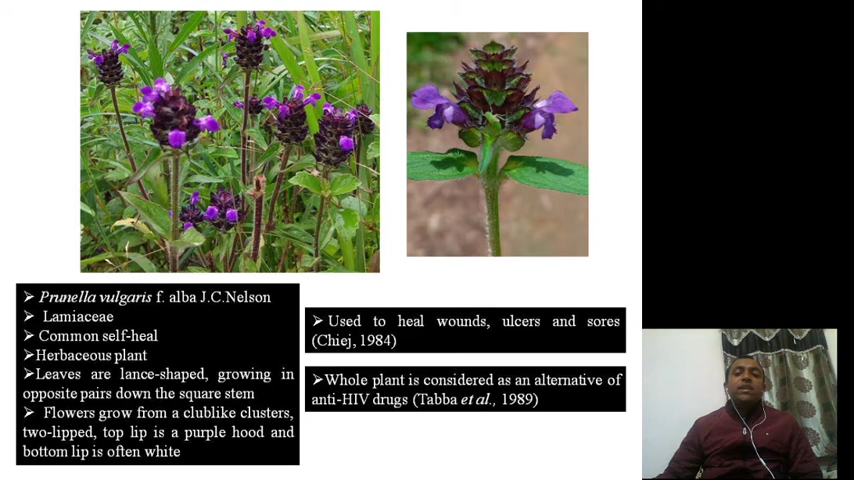 ➢ Prunella vulgaris f. alba J.C.Nelson
➢ Lamiaceae
➢ Common self-heal
➢Herbaceous plant
➢Leaves are lance-shaped, growing in
opposite pairs down the square stem
➢ Flowers grow from a clublike clusters,
two-lipped, top lip is a purple hood and
bottom lip is often white
➢Used to heal wounds, ulcers and sores
(Chiej, 1984)
➢Whole plant is considered as an alternative of
anti-HIV drugs (Tabba et al., 1989)